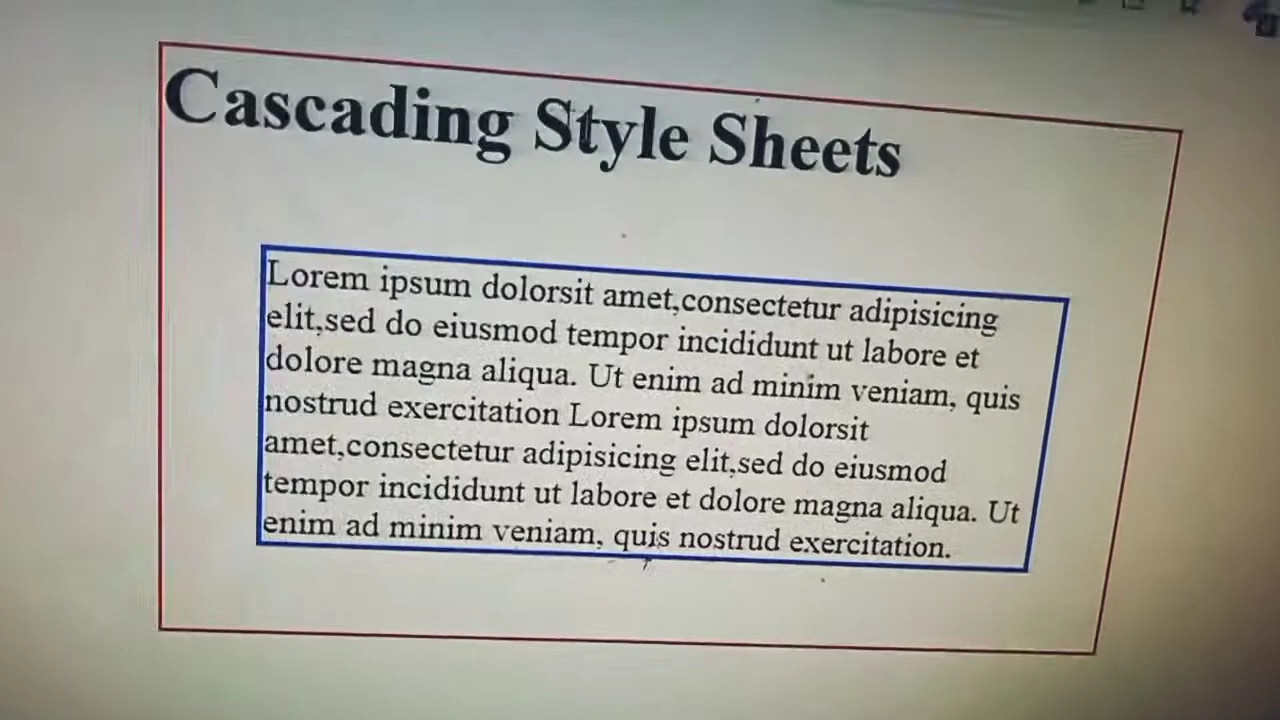 Cascading Style Sheets
Lorem ipsum dolorsit amet,consectetur adipisicing
elit,sed do eiusmod tempor incididunt ut labore et
dolore magna aliqua. Ut enim ad minim veniam, quis
nostrud exercitation Lorem ipsum dolorsit
amet,consectetur adipisicing elit,sed do eiusmod
tempor incididunt ut labore et dolore magna aliqua. Ut
enim ad minim veniam, quis nostrud exercitation.